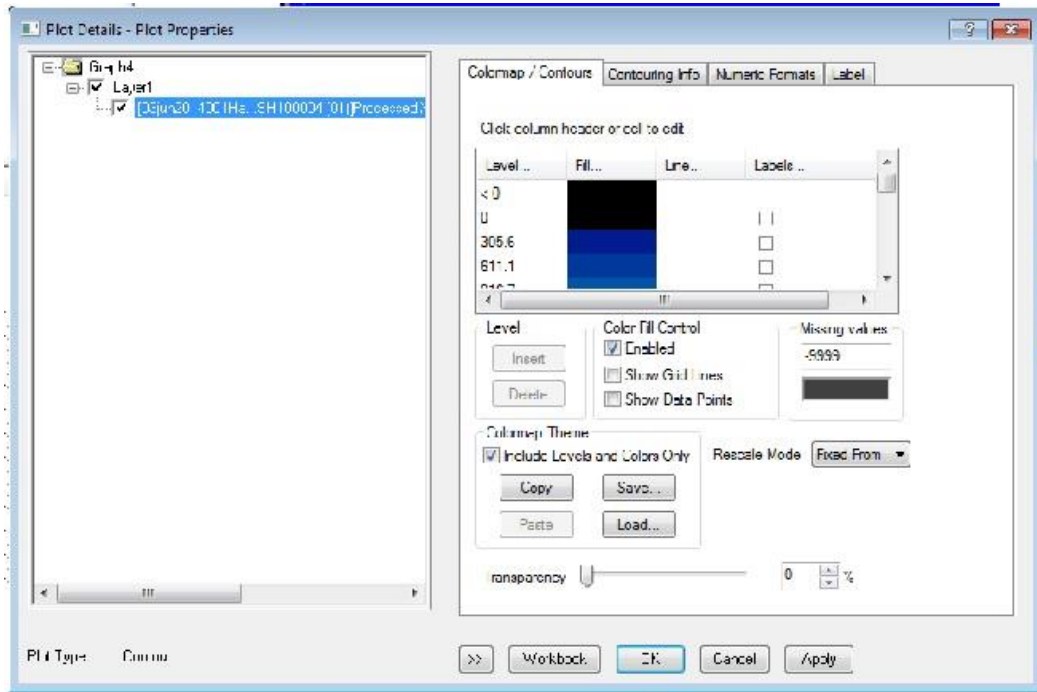 Plot Details - Plot Properties
Graph4
Layer1
Colormap / Contours Contouring Info Numeric Formats Label
Click column header or cell to edit
Level... Fill... Line... Labels...
< 0
0
305.6
611.1
916.7
Level
Insert
Delete
Color Fill Control
Enabled
Show Grid Lines
Show Data Points
Missing values
-9999
Colormap Theme
Include Levels and Colors Only
Copy Save...
Paste Load...
Rescale Mode Fixed From
Transparency 0 %
Plot Type: Contour
>> Workbook OK Cancel Apply